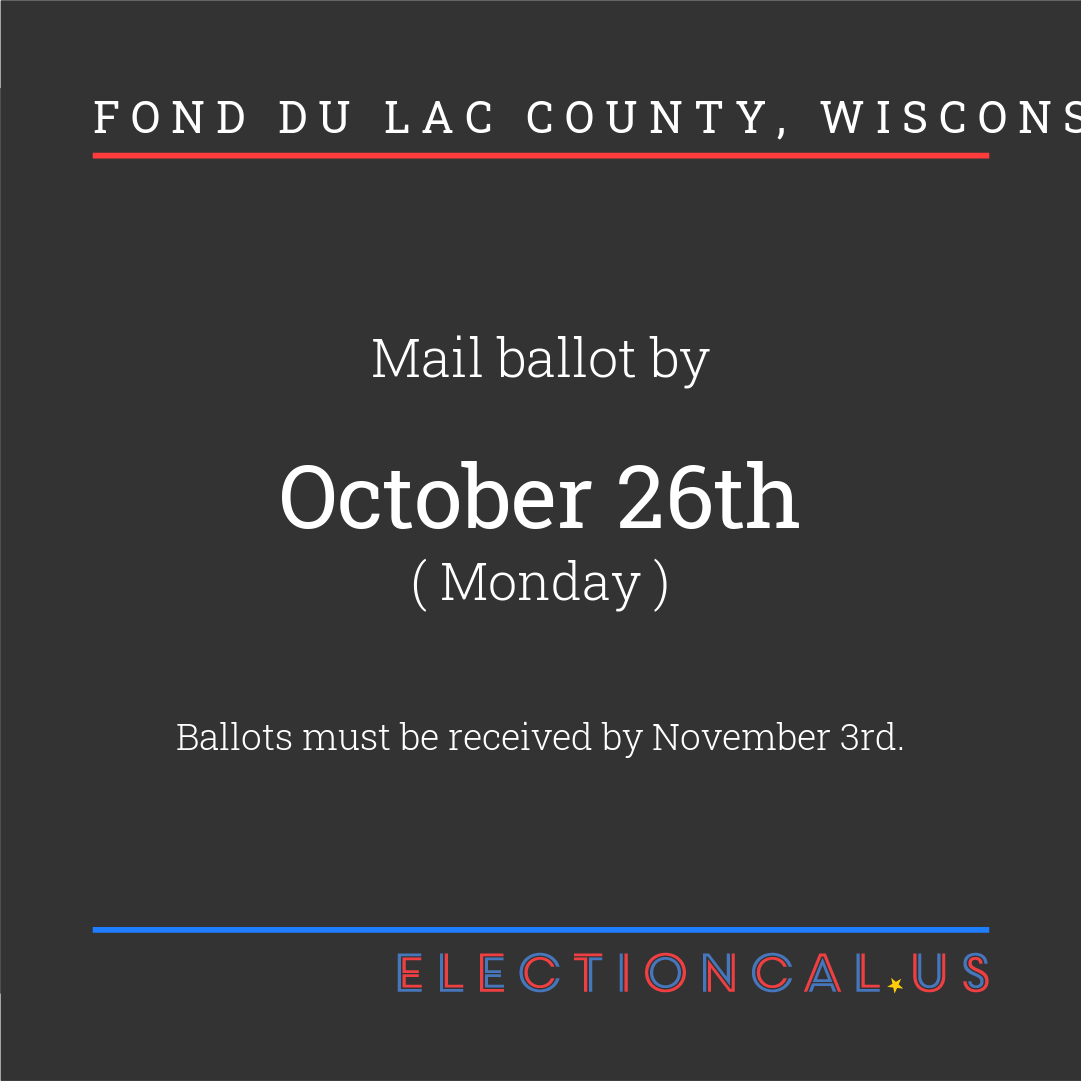 FOND DU LAC COUNTY, WISCONS
Mail ballot by
October 26th
( Monday )
Ballots must be received by November 3rd.
ELECTIONCAL.US